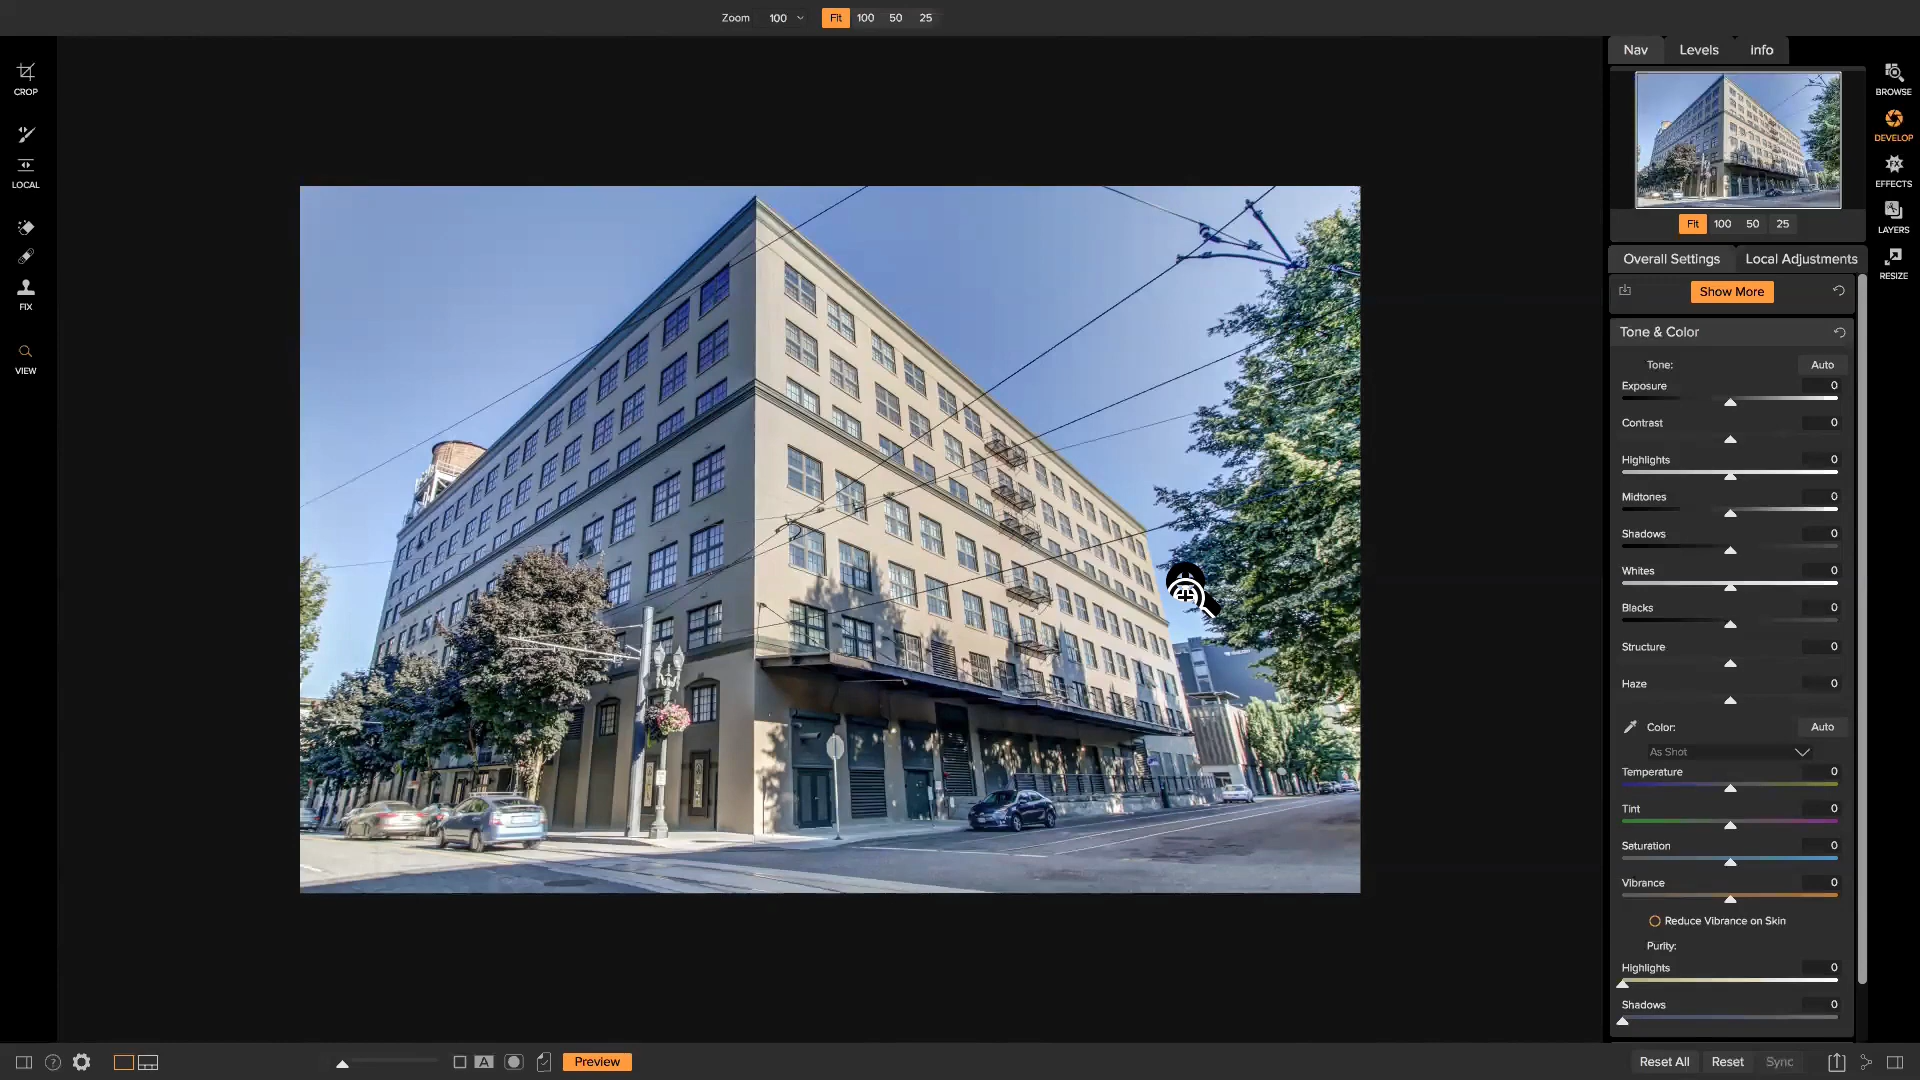 Zoom 100 Fit 100 50 25
CROP
LOCAL
FIX
VIEW
Nav Levels Info
Fit 100 50 25
BROWSE
DEVELOP
EFFECTS
LAYERS
RESIZE
Overall Settings Local Adjustments
Show More
Tone & Color
Tone: Auto
Exposure 0
Contrast 0
Highlights 0
Midtones 0
Shadows 0
Whites 0
Blacks 0
Structure 0
Haze 0
Color: Auto
As Shot
Temperature 0
Tint 0
Saturation 0
Vibrance 0
Reduce Vibrance on Skin
Purity:
Highlights 0
Shadows 0
? A Preview
Reset All Reset Sync